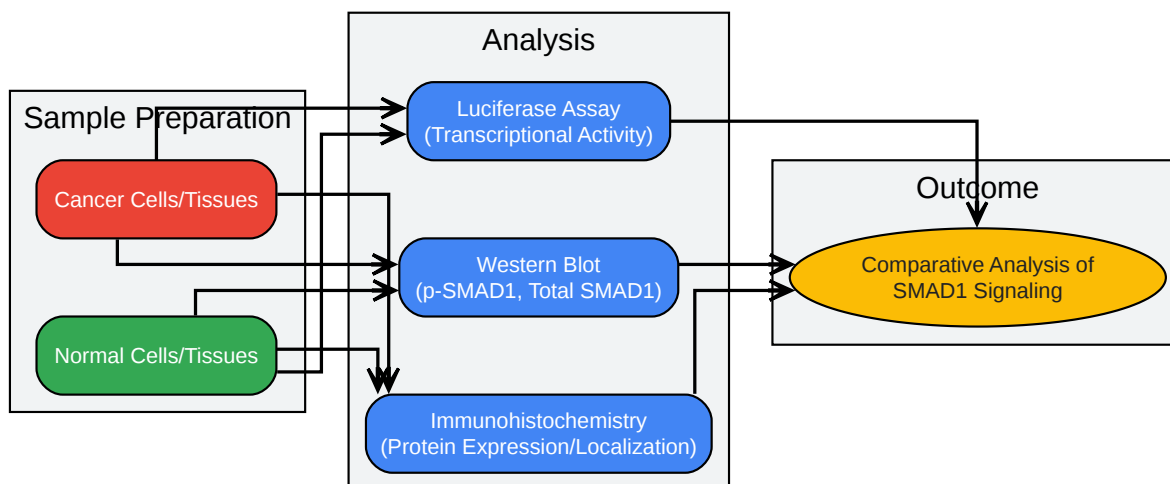 Sample Preparation
Cancer Cells/Tissues
Normal Cells/Tissues
Analysis
Luciferase Assay
(Transcriptional Activity)
Western Blot
(p-SMAD1, Total SMAD1)
Immunohistochemistry
(Protein Expression/Localization)
Outcome
Comparative Analysis of
SMAD1 Signaling